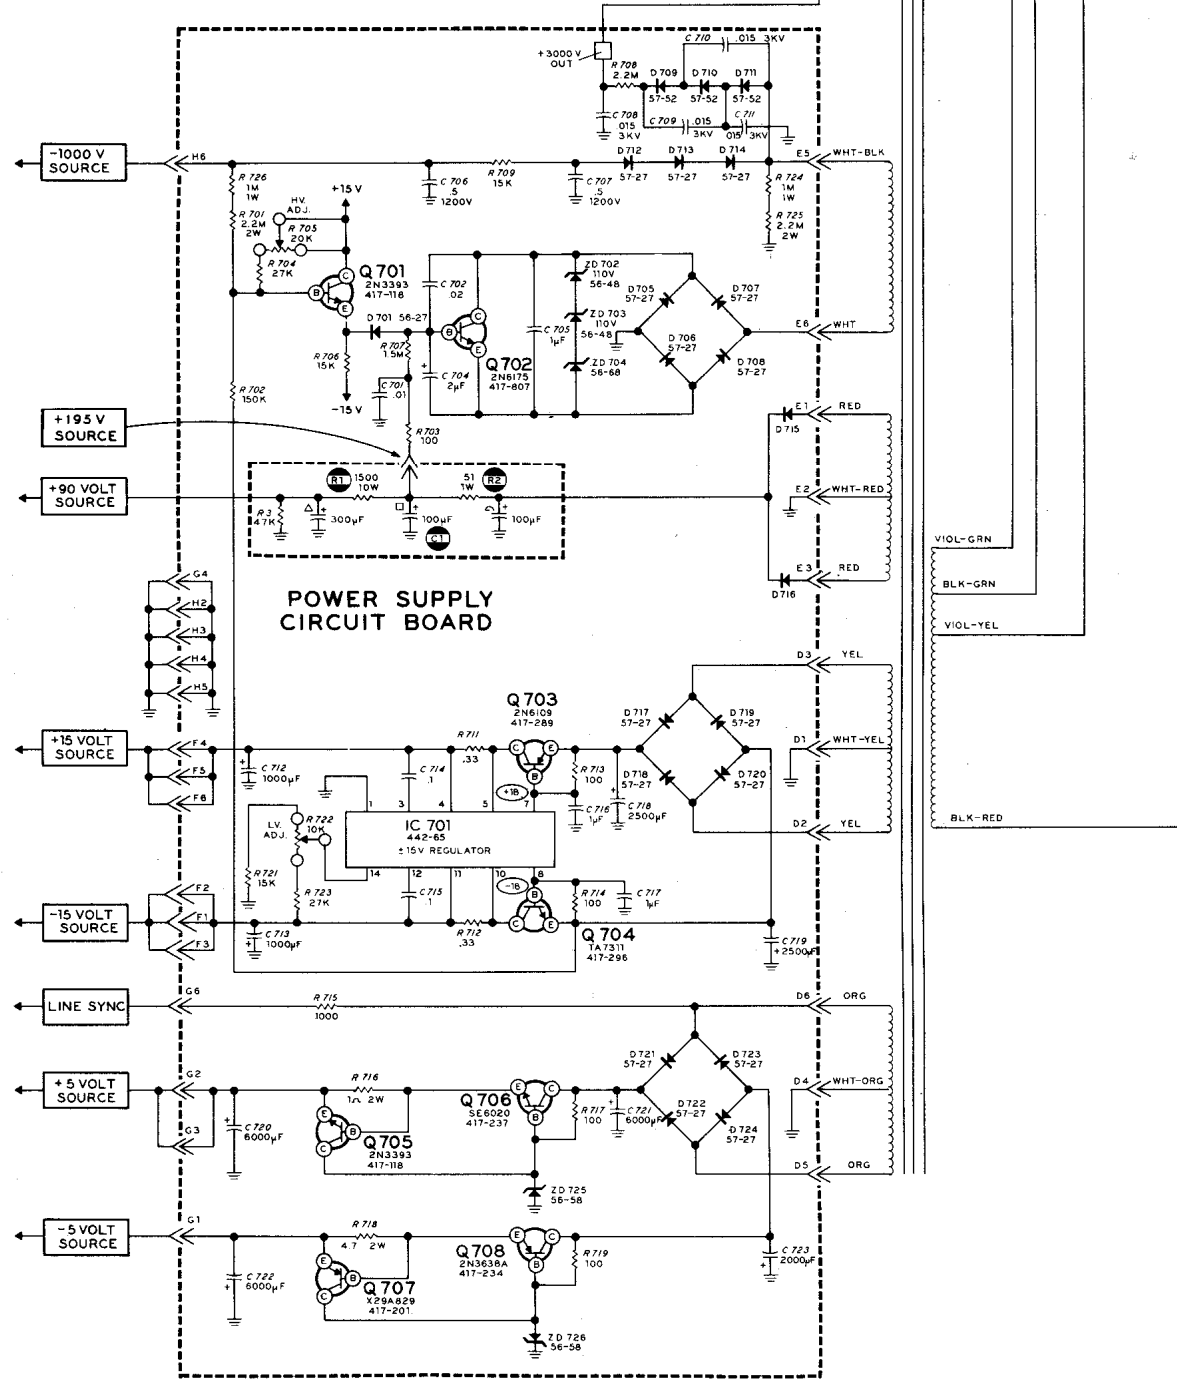 +3000 V
OUT
C 710 .015 3KV
R 708
2.2M
D 709 D 710 D 711
57-52 57-52 57-52
C 708
.015
3KV
C 709 .015
3KV
C 711
.015 3KV
-1000 V
SOURCE
H6
D 712 D 713 D 714
57-27 57-27 57-27
E5 WHT-BLK
R 726
1M
1W
C 706
.5
1200V
R 709
15K
C 707
.5
1200V
R 724
1M
1W
R 725
2.2M
2W
R 701
2.2M
2W
+15 V
HV.
ADJ.
R 705
20K
R 704
27K
B C E
Q701
2N3393
417-118
C 702
.02
D 701 56-27
B C E
Q702
2N6175
417-807
R 707
1.5M
R 706
15K
-15 V
C 701
.01
C 704
2µF
C 705
1µF
ZD 702
110V
56-48
ZD 703
110V
56-48
ZD 704
56-68
D 705
57-27
D 707
57-27
D 706
57-27
D 708
57-27
E6 WHT
R 702
150K
R 703
100
+195 V
SOURCE
E1 RED
D 715
+90 VOLT
SOURCE
R1 1500
10W
51
1W R2
E2 WHT-RED
R 3
47K
300µF
100µF
C1
100µF
E3 RED
D716
VIOL-GRN
BLK-GRN
VIOL-YEL
BLK-RED
G4
H2
H3
H4
H5
POWER SUPPLY
CIRCUIT BOARD
D3 YEL
Q703
2N6109
417-289
D 717
57-27
D 719
57-27
D 718
57-27
D 720
57-27
D1 WHT-YEL
D2 YEL
+15 VOLT
SOURCE
F4
F5
F6
C 712
1000µF
C 714
.1
R 711
.33
C E B
+18
R 713
100
C 716
1µF
C 718
2500µF
1 3 4 5 7
IC 701
442-65
±15V REGULATOR
14 12 11 10 8
L.V.
ADJ.
R 722
10K
R 721
15K
R 723
27K
-15 VOLT
SOURCE
F2
F1
F3
C 713
1000µF
C 715
.1
R 712
.33
-18
B C E
R 714
100
C 717
1µF
Q704
TA7311
417-296
C 719
2500µF
LINE SYNC
G6
R 715
1000
D6 ORG
D 721
57-27
D 723
57-27
D 722
57-27
D 724
57-27
D4 WHT-ORG
D5 ORG
+5 VOLT
SOURCE
G2
G3
C 720
6000µF
R 716
1Ω 2W
E B C
Q705
2N3393
417-118
Q706
SE6020
417-237
E C B
R 717
100
C 721
6000µF
ZD 725
56-58
-5 VOLT
SOURCE
G1
C 722
6000µF
R 718
4.7 2W
E B C
Q707
X29A829
417-201
Q708
2N3638A
417-234
E C B
R 719
100
C 723
2000µF
ZD 726
56-58